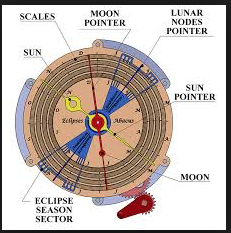 SCALES
MOON
POINTER
LUNAR
NODES
POINTER
SUN
SUN
POINTER
Eclipses Abacus
MOON
ECLIPSE
SEASON
SECTOR